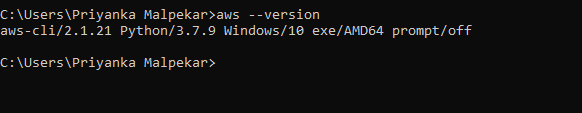 C:\Users\Priyanka Malpekar>aws --version
aws-cli/2.1.21 Python/3.7.9 Windows/10 exe/AMD64 prompt/off
C:\Users\Priyanka Malpekar>